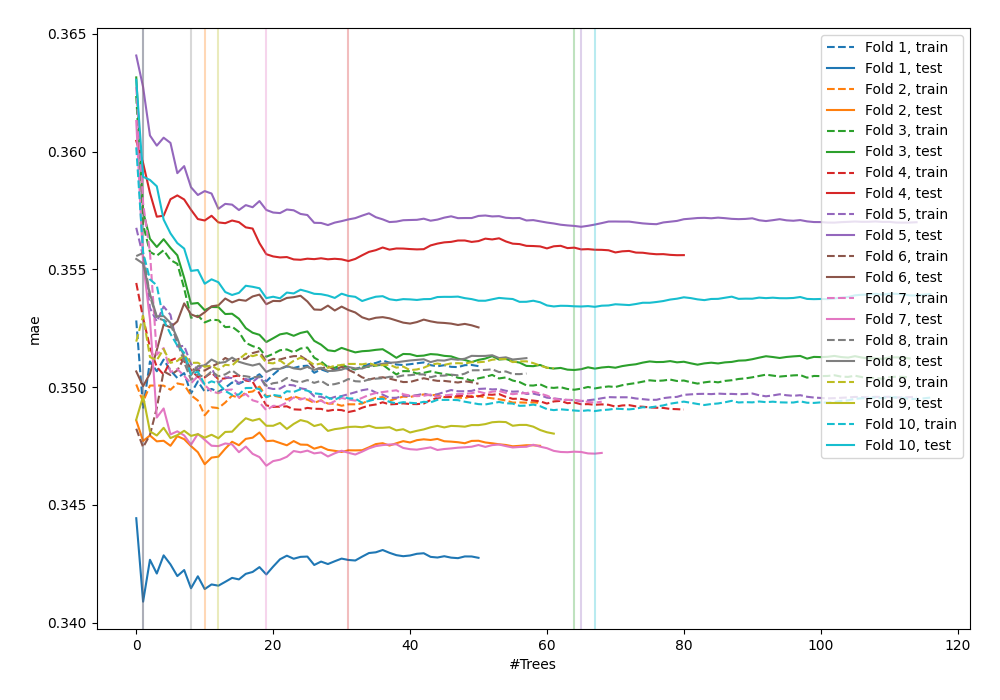 0.365
0.360
0.355
0.350
0.345
0.340
mae
0
20
40
60
80
100
120
#Trees
Fold 1, train
Fold 1, test
Fold 2, train
Fold 2, test
Fold 3, train
Fold 3, test
Fold 4, train
Fold 4, test
Fold 5, train
Fold 5, test
Fold 6, train
Fold 6, test
Fold 7, train
Fold 7, test
Fold 8, train
Fold 8, test
Fold 9, train
Fold 9, test
Fold 10, train
Fold 10, test